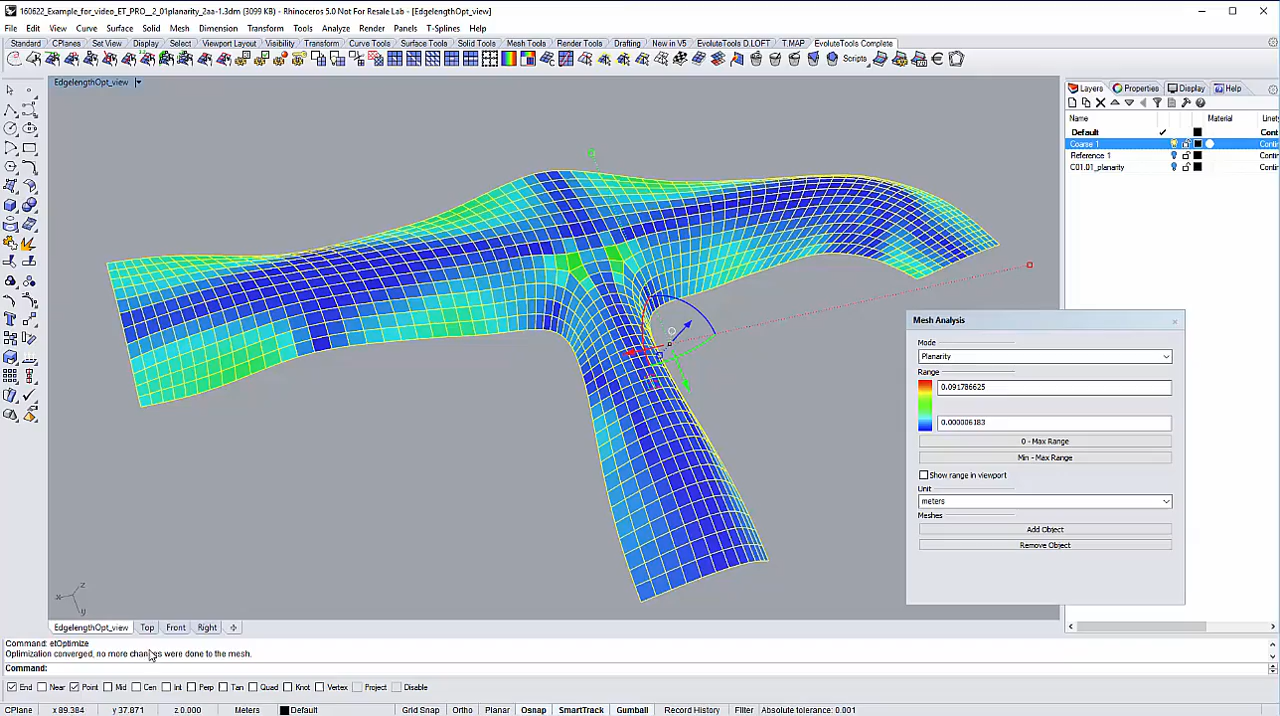 160622_Example_for_video_ET_PRO__2_01planarity_2aa-1.3dm (3099 KB) - Rhinoceros 5.0 Not For Resale Lab - [EdgelengthOpt_view]
File Edit View Curve Surface Solid Mesh Dimension Transform Tools Analyze Render Panels T-Splines Help
Standard CPlanes Set View Display Select Viewport Layout Visibility Transform Curve Tools Surface Tools Solid Tools Mesh Tools Render Tools Drafting New in V5 EvoluteTools D.LOFT T.MAP EvoluteTools Complete
Scripts
EdgelengthOpt_view
Layers Properties Display Help
Name Material Linety
Default Cont
Coarse 1 Contin
Reference 1 Contin
C01.01_planarity Contin
Mesh Analysis
Mode
Planarity
Range
0.091786625
0.000006183
0 - Max Range
Min - Max Range
Show range in viewport
Unit
meters
Meshes
Add Object
Remove Object
z
x
y
EdgelengthOpt_view Top Front Right
Command: etOptimize
Optimization converged, no more changes were done to the mesh.
Command:
End Near Point Mid Cen Int Perp Tan Quad Knot Vertex Project Disable
CPlane x 89.384 y 37.871 z 0.000 Meters Default Grid Snap Ortho Planar Osnap SmartTrack Gumball Record History Filter Absolute tolerance: 0.001